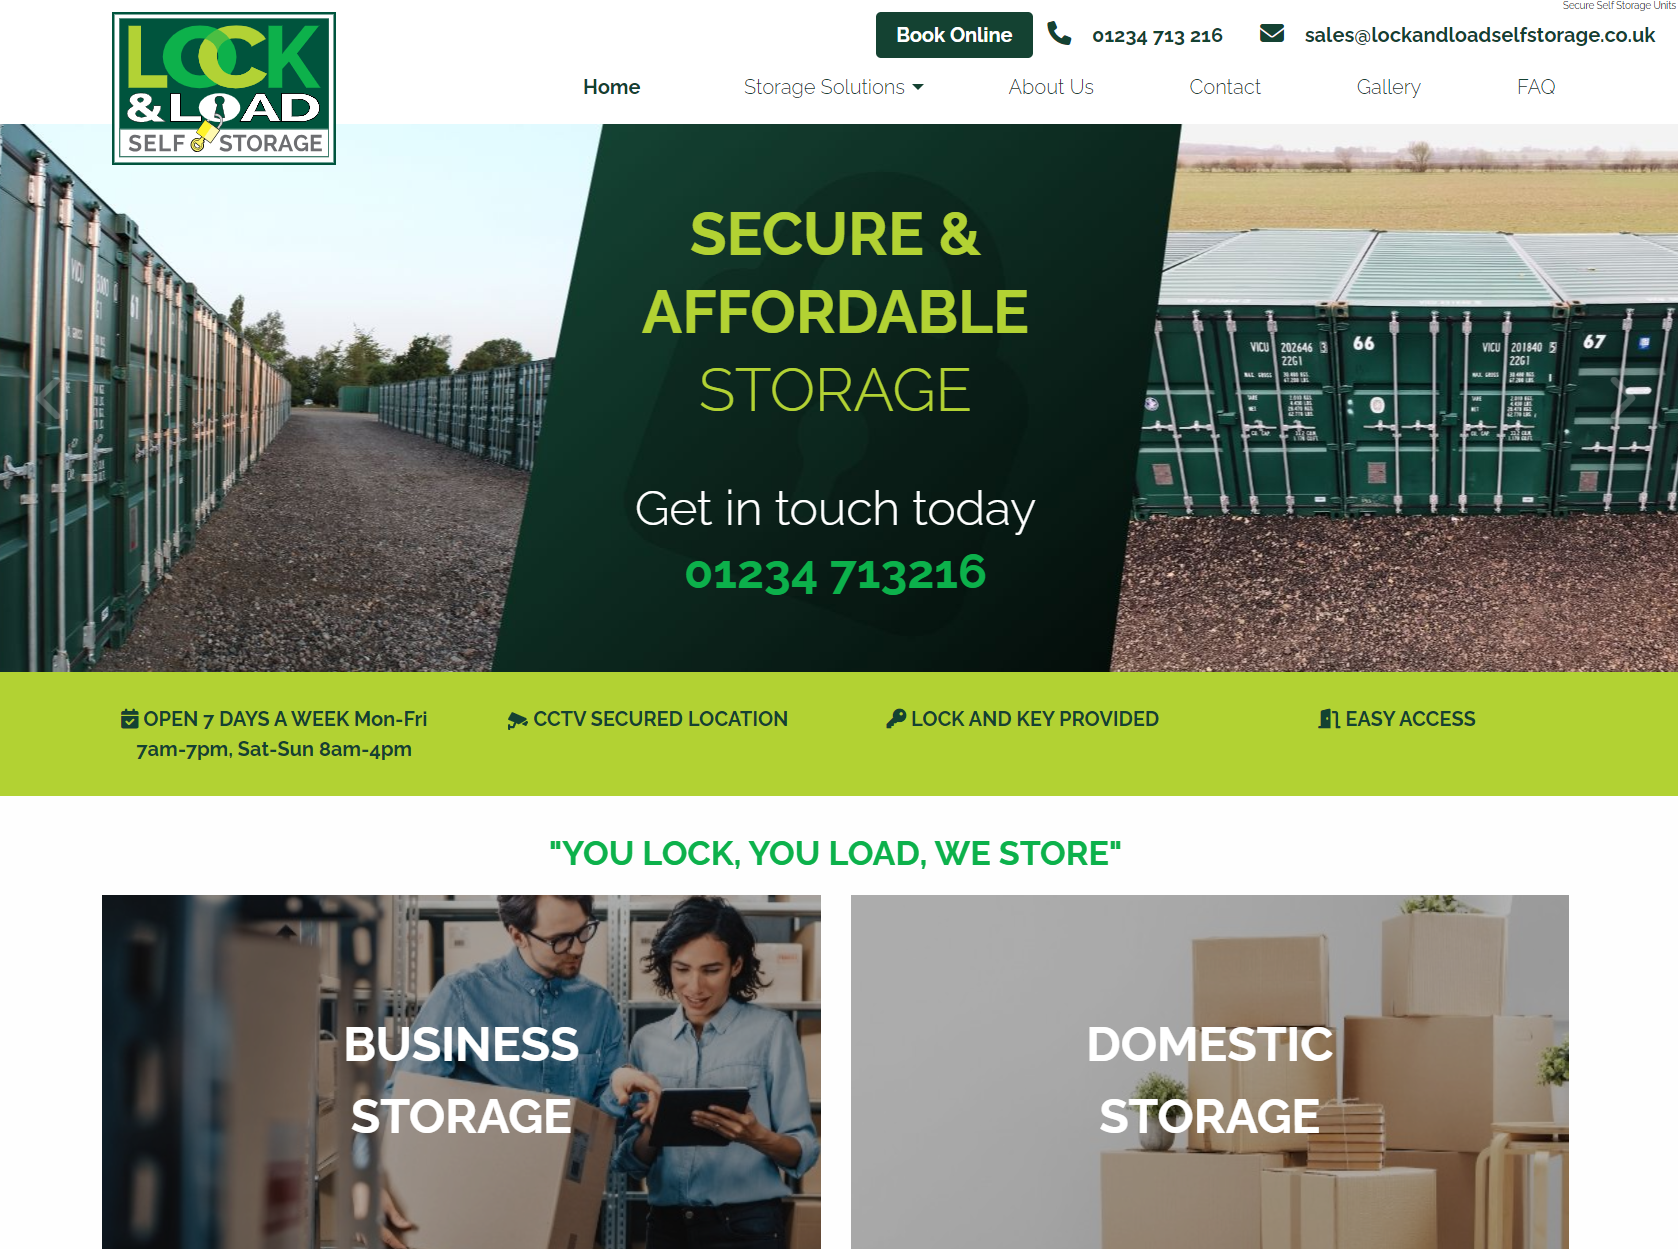 Secure Self Storage Units
LOCK
& LOAD
SELF STORAGE
Book Online
01234 713 216
sales@lockandloadselfstorage.co.uk
Home
Storage Solutions
About Us
Contact
Gallery
FAQ
SECURE &
AFFORDABLE
STORAGE
Get in touch today
01234 713216
VICU
61
VICU 202646 3
22G1
66
VICU 201840 5
22G1
67
OPEN 7 DAYS A WEEK Mon-Fri
7am-7pm, Sat-Sun 8am-4pm
CCTV SECURED LOCATION
LOCK AND KEY PROVIDED
EASY ACCESS
"YOU LOCK, YOU LOAD, WE STORE"
BUSINESS
STORAGE
DOMESTIC
STORAGE